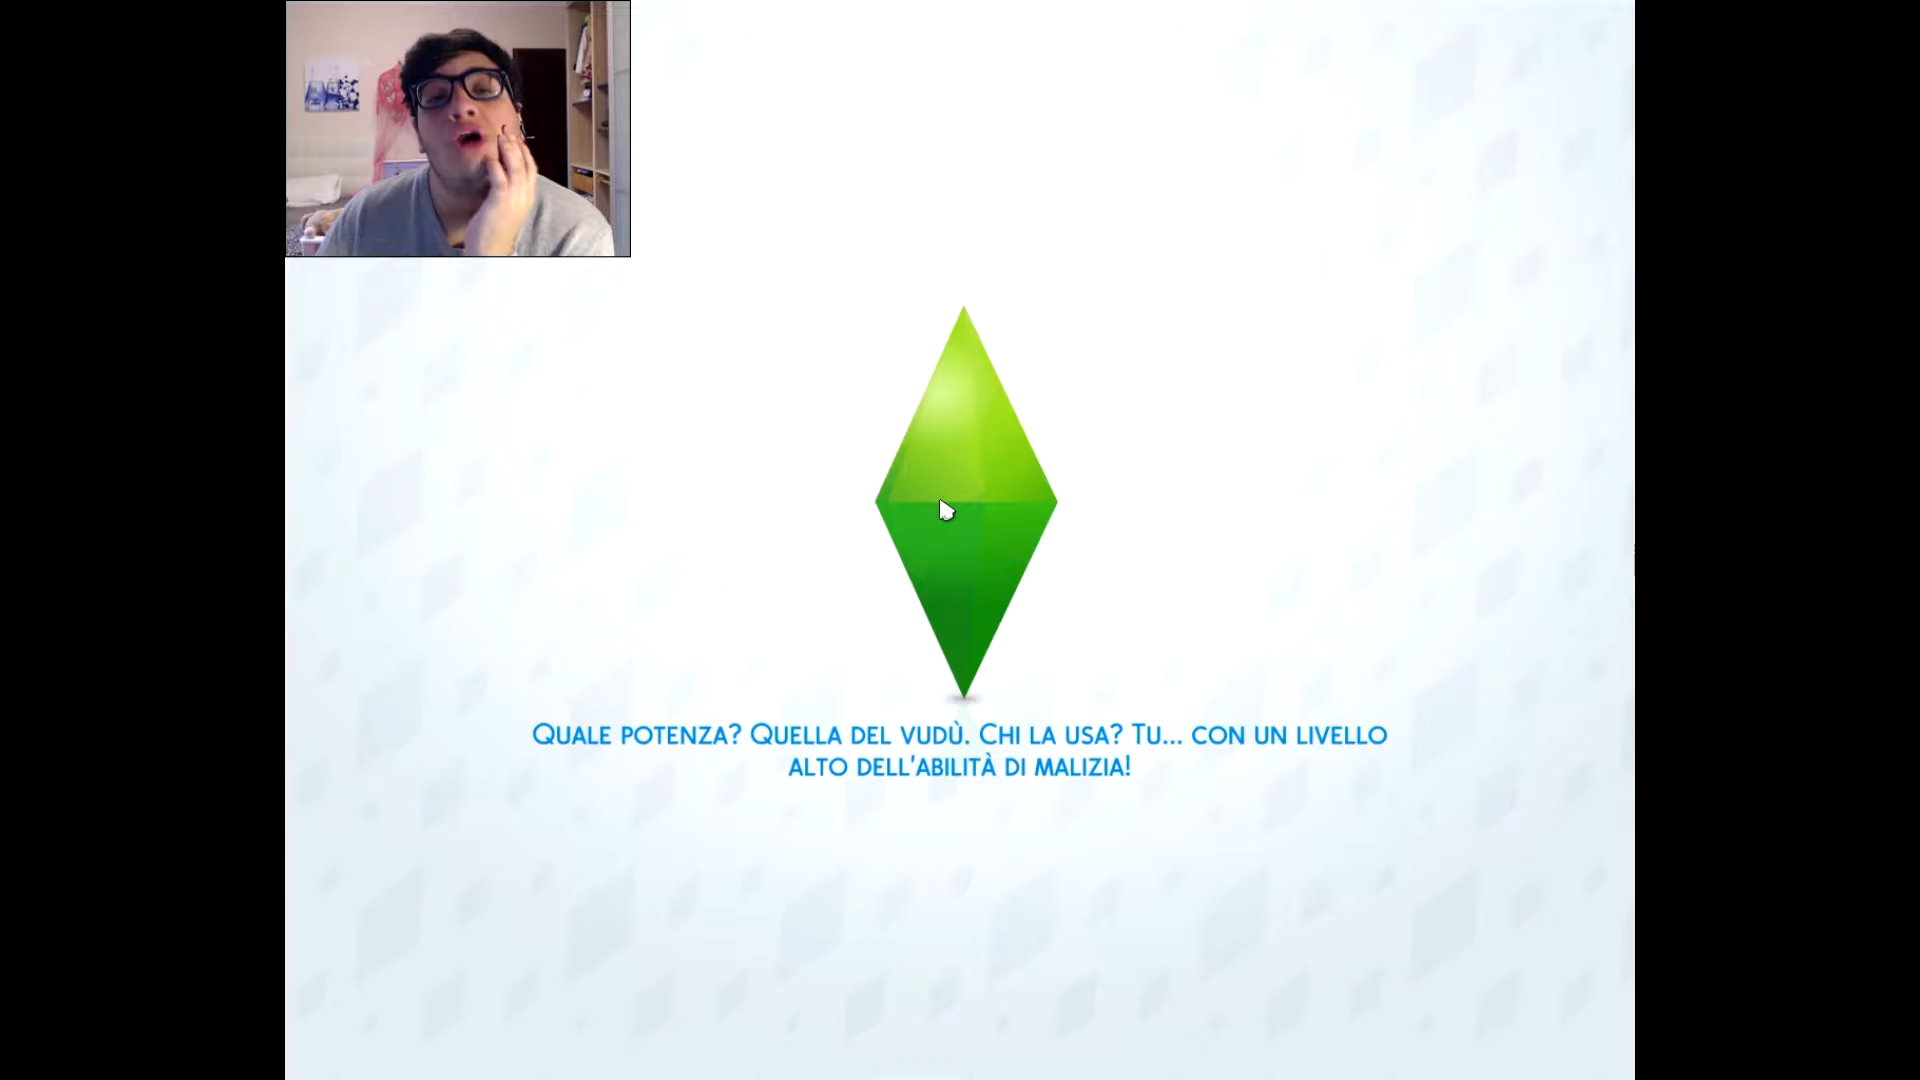 Quale potenza? Quella del vudù. Chi la usa? Tu... con un livello
alto dell'abilità di malizia!